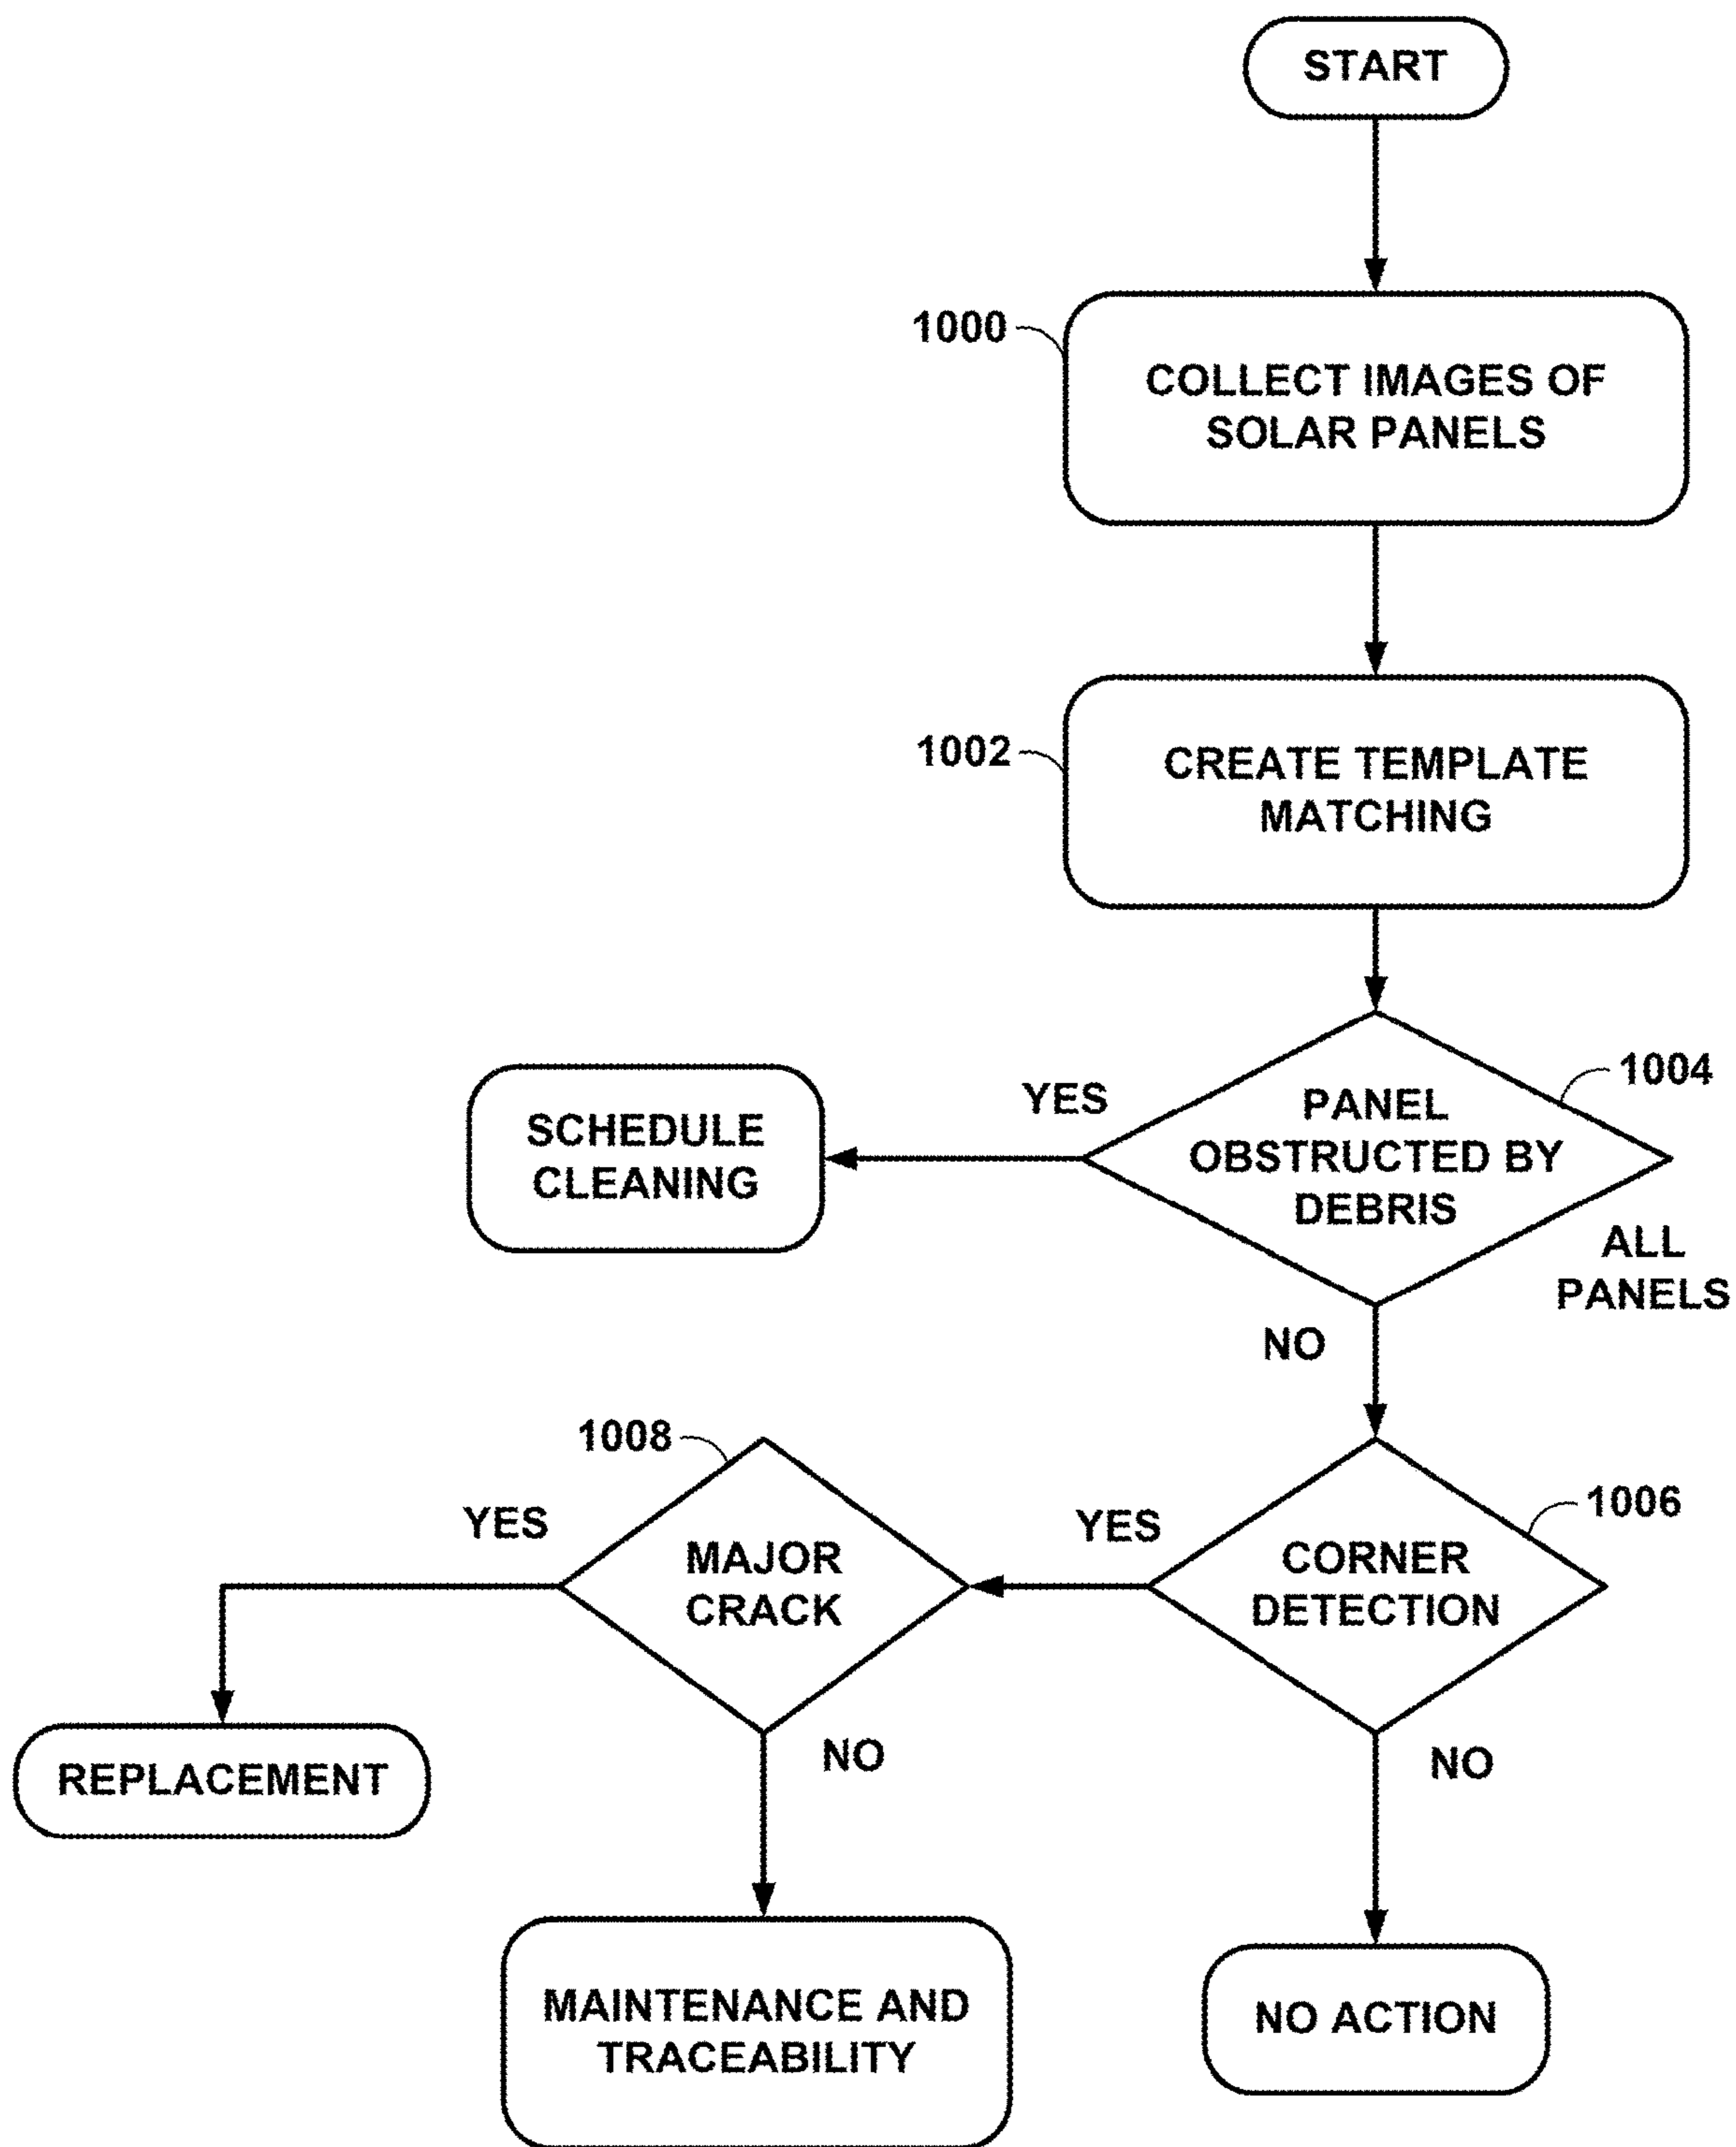 START
1000
COLLECT IMAGES OF
SOLAR PANELS
1002
CREATE TEMPLATE
MATCHING
1004
PANEL
OBSTRUCTED BY
DEBRIS
YES
SCHEDULE
CLEANING
ALL
PANELS
NO
1006
CORNER
DETECTION
YES
1008
MAJOR
CRACK
YES
REPLACEMENT
NO
MAINTENANCE AND
TRACEABILITY
NO
NO ACTION